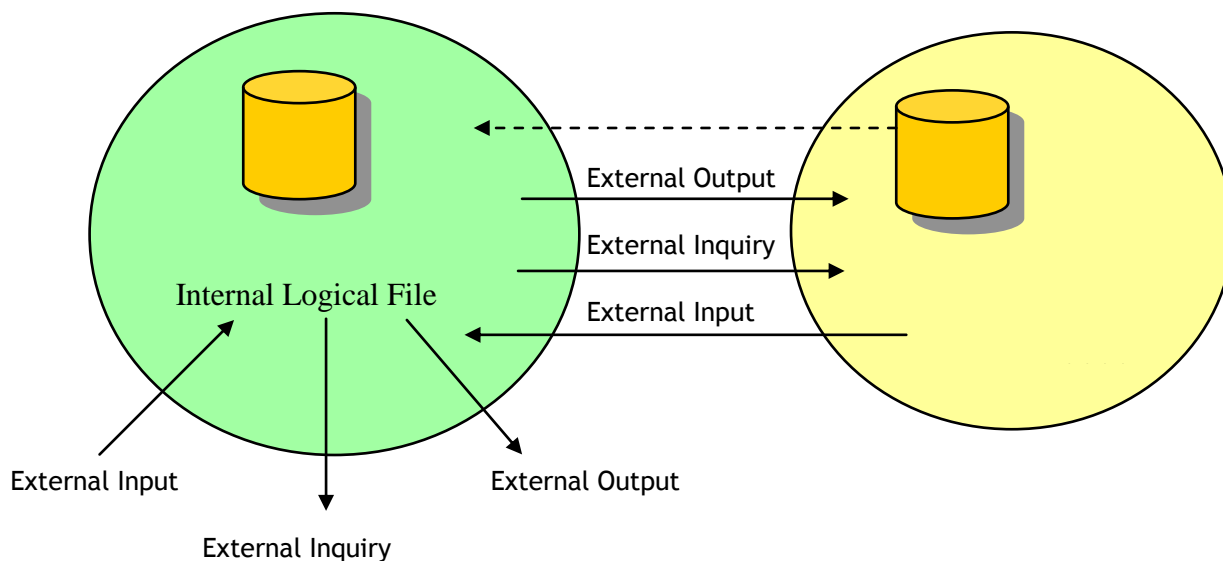 External Output
External Inquiry
Internal Logical File
External Input
External Input
External Output
External Inquiry